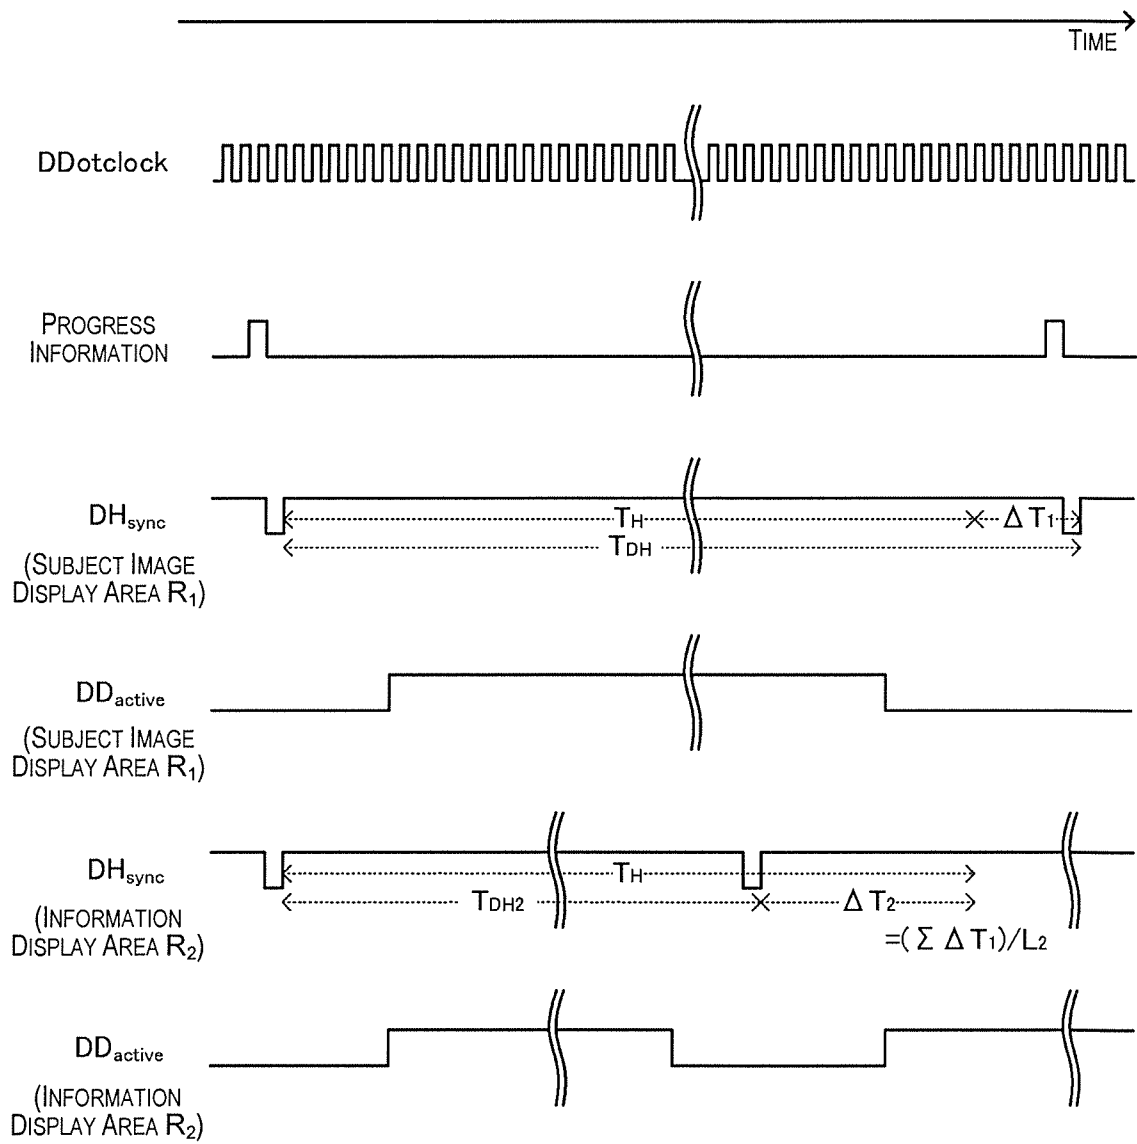 TIME
DDotclock
PROGRESS
INFORMATION
DHsync
(SUBJECT IMAGE
DISPLAY AREA R1)
TH
ΔT1
TDH
DDactive
(SUBJECT IMAGE
DISPLAY AREA R1)
DHsync
(INFORMATION
DISPLAY AREA R2)
TH
TDH2
ΔT2
=(ΣΔT1)/L2
DDactive
(INFORMATION
DISPLAY AREA R2)